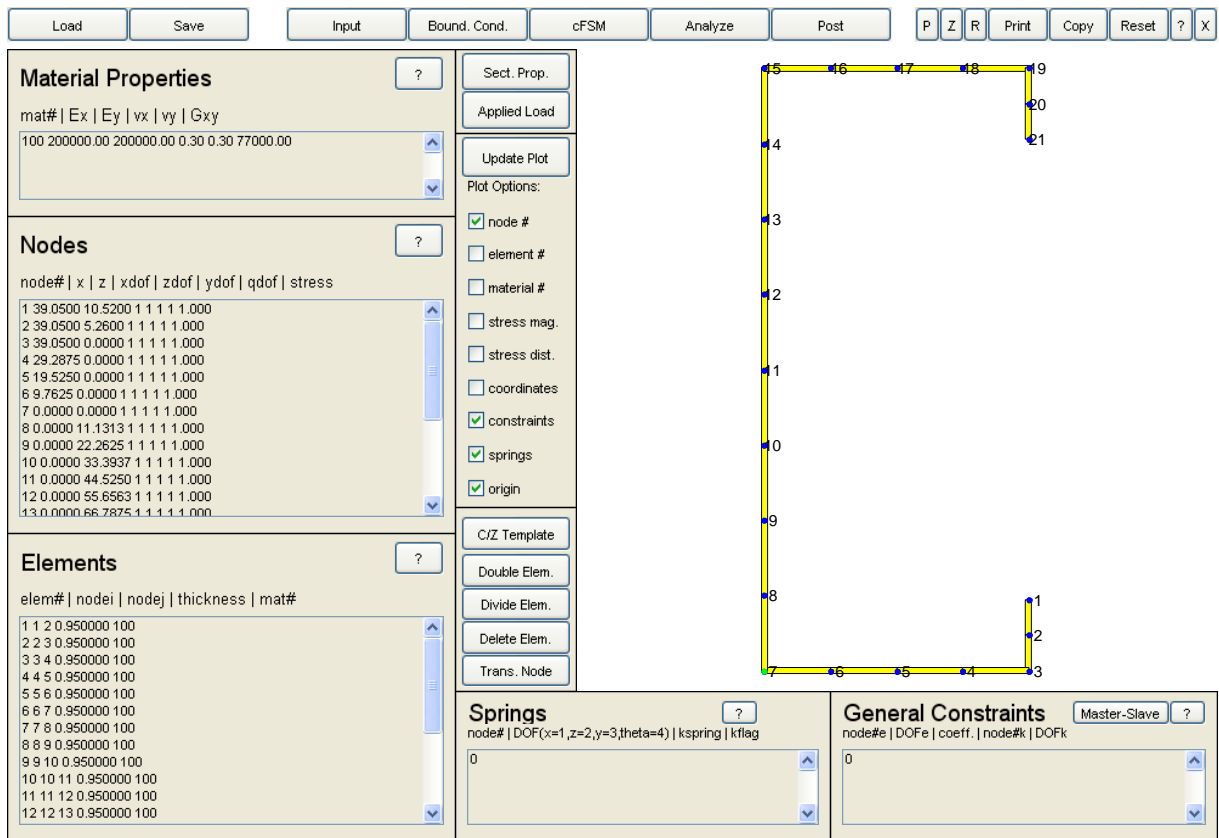 Load Save Input Bound. Cond. cFSM Analyze Post P Z R Print Copy Reset ? X
Material Properties ?
mat# | Ex | Ey | vx | vy | Gxy
100 200000.00 200000.00 0.30 0.30 77000.00
Nodes ?
node# | x | z | xdof | zdof | ydof | qdof | stress
1 39.0500 10.5200 1 1 1 1 1.000
2 39.0500 5.2600 1 1 1 1 1.000
3 39.0500 0.0000 1 1 1 1 1.000
4 29.2875 0.0000 1 1 1 1 1.000
5 19.5250 0.0000 1 1 1 1 1.000
6 9.7625 0.0000 1 1 1 1 1.000
7 0.0000 0.0000 1 1 1 1 1.000
8 0.0000 11.1313 1 1 1 1 1.000
9 0.0000 22.2625 1 1 1 1 1.000
10 0.0000 33.3937 1 1 1 1 1.000
11 0.0000 44.5250 1 1 1 1 1.000
12 0.0000 55.6563 1 1 1 1 1.000
13 0.0000 66.7875 1 1 1 1 1.000
Elements ?
elem# | nodei | nodej | thickness | mat#
1 1 2 0.950000 100
2 2 3 0.950000 100
3 3 4 0.950000 100
4 4 5 0.950000 100
5 5 6 0.950000 100
6 6 7 0.950000 100
7 7 8 0.950000 100
8 8 9 0.950000 100
9 9 10 0.950000 100
10 10 11 0.950000 100
11 11 12 0.950000 100
12 12 13 0.950000 100
Sect. Prop.
Applied Load
Update Plot
Plot Options:
node #
element #
material #
stress mag.
stress dist.
coordinates
constraints
springs
origin
C/Z Template
Double Elem.
Divide Elem.
Delete Elem.
Trans. Node
15 16 17 18 19
20
14 21
13
12
11
10
9
8 1
2
7 6 5 4 3
Springs ?
node# | DOF(x=1,z=2,y=3,theta=4) | kspring | kflag
0
General Constraints Master-Slave ?
node#e | DOFe | coeff. | node#k | DOFk
0